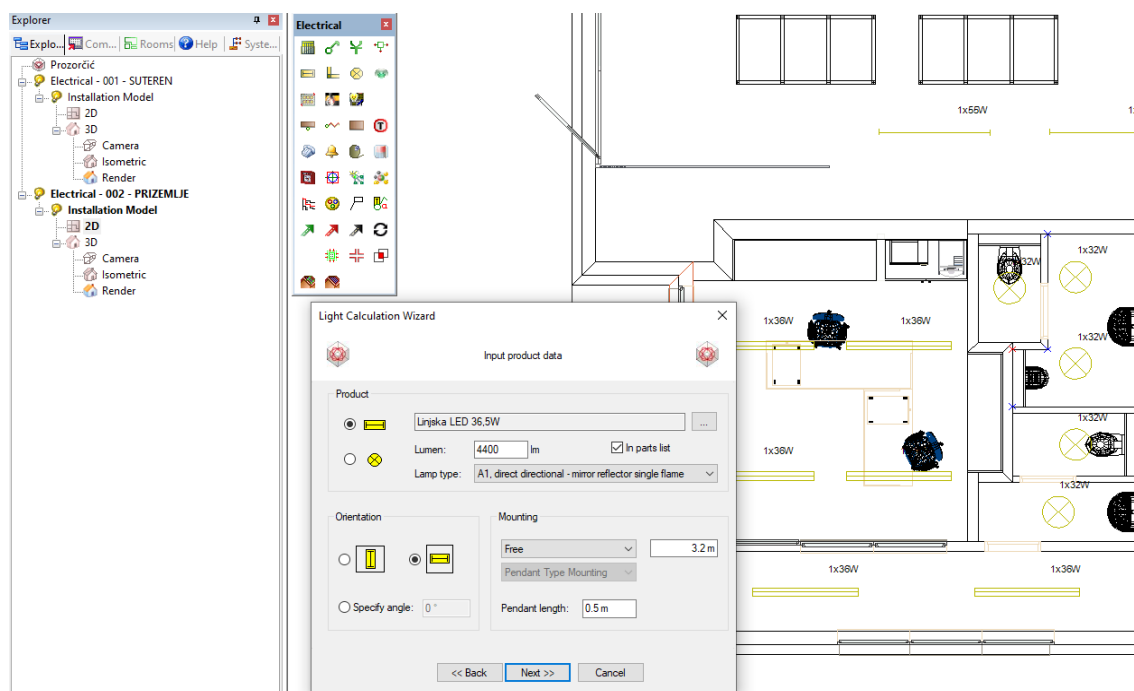 Explorer
Explo...
Com...
Rooms
Help
Syste...
Prozorčić
Electrical - 001 - SUTEREN
Installation Model
2D
3D
Camera
Isometric
Render
Electrical - 002 - PRIZEMLJE
Installation Model
2D
3D
Camera
Isometric
Render
Electrical
Light Calculation Wizard
Input product data
Product
Linjska LED 36,5W
...
Lumen:
4400
lm
In parts list
Lamp type:
A1, direct directional - mirror reflector single flame
Orientation
Specify angle:
0 °
Mounting
Free
3.2 m
Pendant Type Mounting
Pendant length:
0.5 m
<< Back
Next >>
Cancel
1x55W
1x32W
1x36W
1x36W
1x32W
1x36W
1x32W
1x32W
1x36W
1x36W